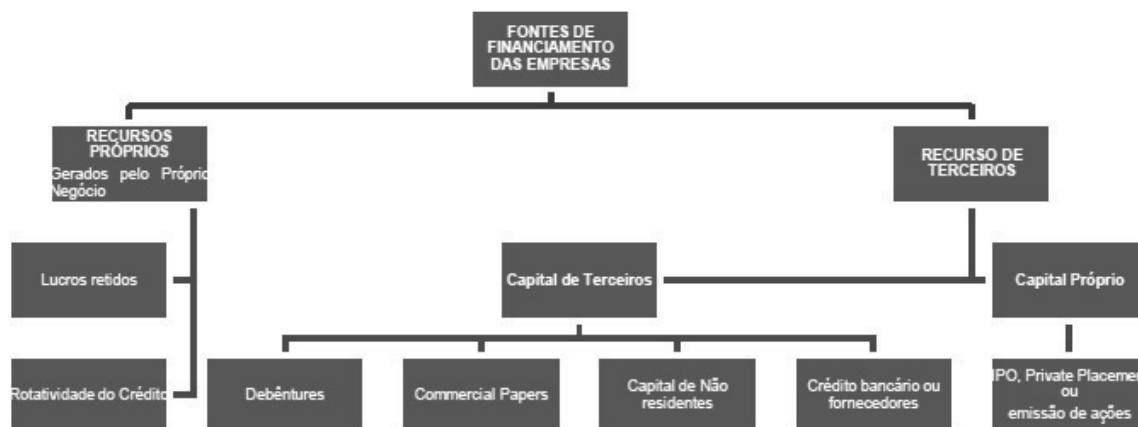 FONTES DE
FINANCIAMENTO
DAS EMPRESAS
RECURSOS
PRÓPRIOS
Gerados pelo Próprio
Negócio
RECURSO DE
TERCEIROS
Lucros retidos
Capital de Terceiros
Capital Próprio
Rotatividade do Crédito
Debêntures
Commercial Papers
Capital de Não
residentes
Crédito bancário ou
fornecedores
IPO, Private Placemen
ou
emissão de ações